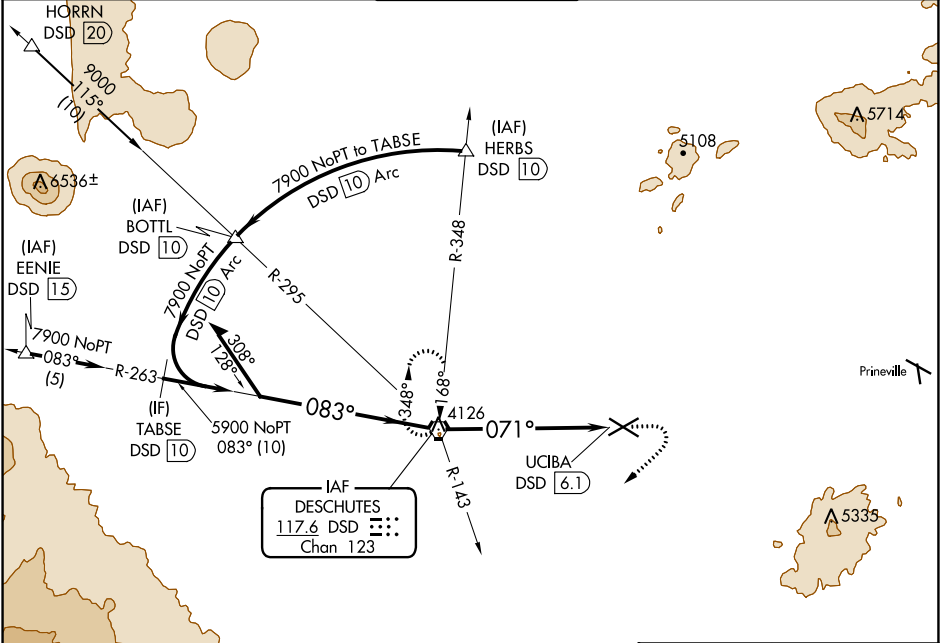 HORRN
DSD 20
9000
115°
(10)
6536±
(IAF)
BOTTL
DSD 10
(IAF)
EENIE
DSD 15
7900 NoPT
083°
(5)
R-263
(IF)
TABSE
DSD 10
7900 NoPT to TABSE
DSD 10 Arc
7900 NoPT
DSD 10 Arc
(IAF)
HERBS
DSD 10
R-348
R-295
308°
128°
5900 NoPT
083° (10)
083°
348°
168°
4126
071°
UCIBA
DSD 6.1
R-143
IAF
DESCHUTES
117.6 DSD
Chan 123
5108
5714
Prineville
5335